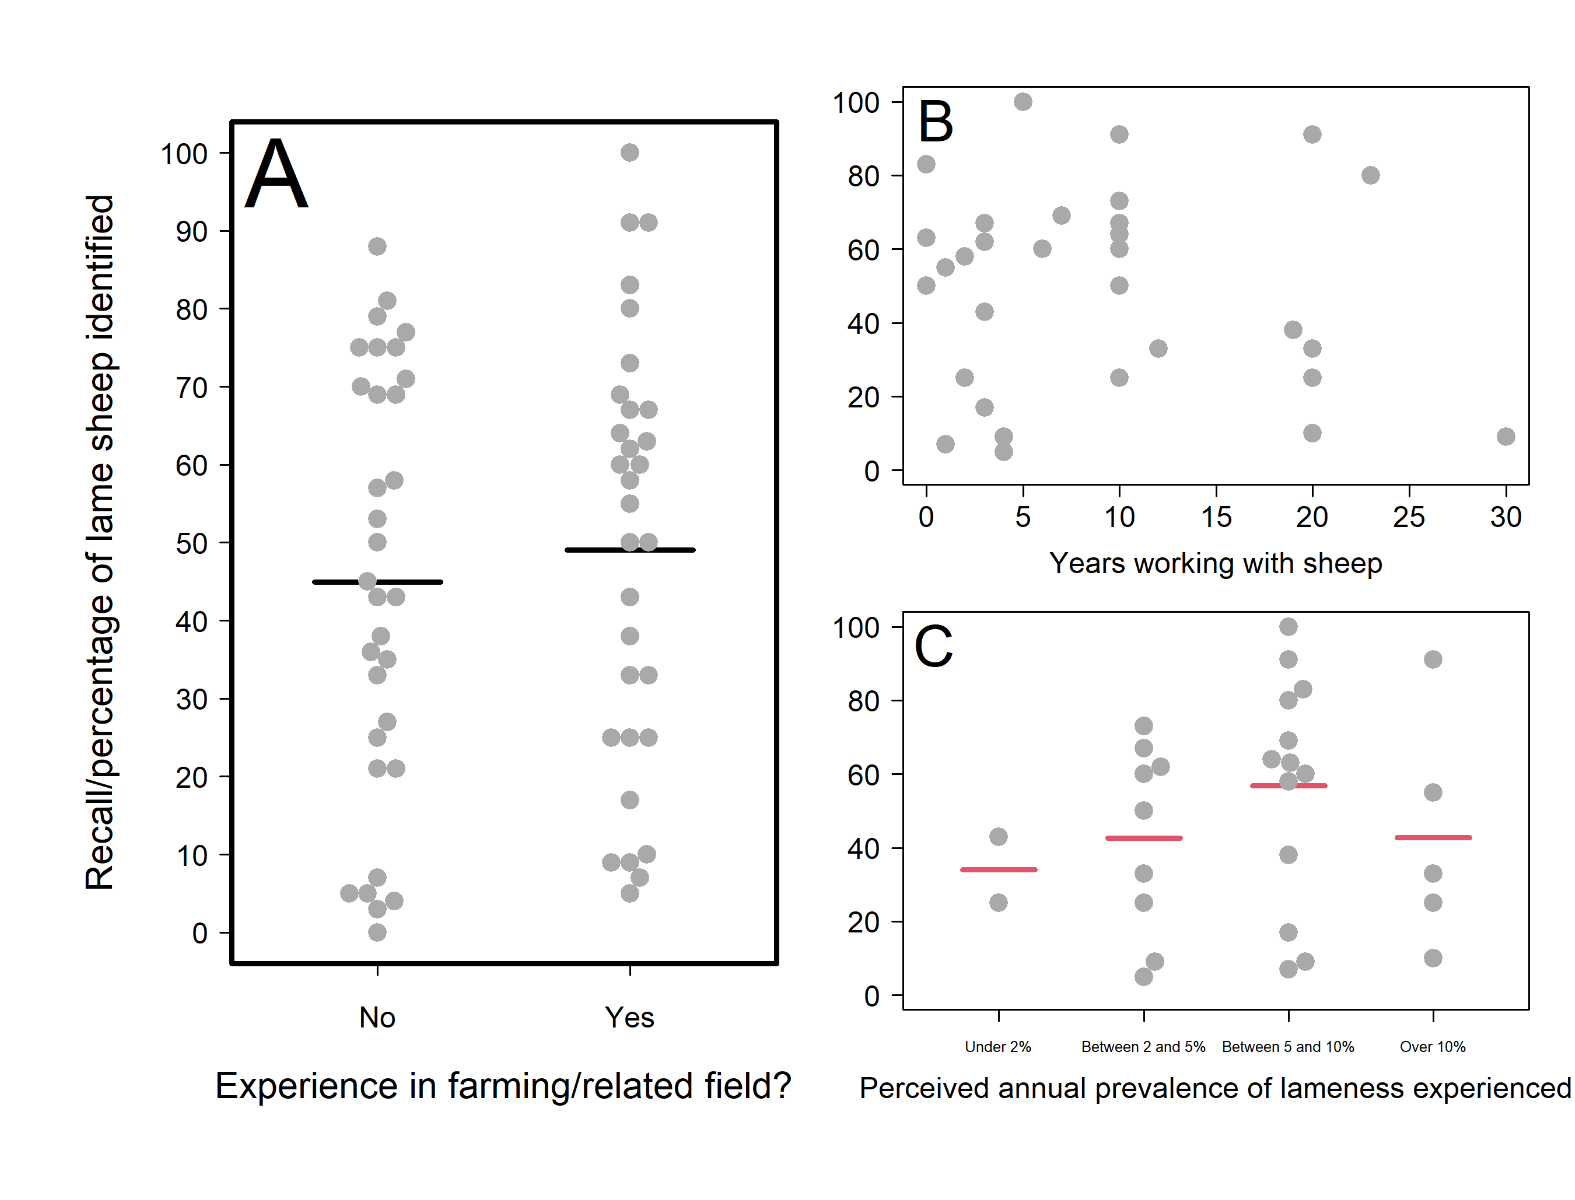 A
Recall/percentage of lame sheep identified
100
90
80
70
60
50
40
30
20
10
0
No Yes
Experience in farming/related field?
B
100
80
60
40
20
0
0 5 10 15 20 25 30
Years working with sheep
C
100
80
60
40
20
0
Under 2% Between 2 and 5% Between 5 and 10% Over 10%
Perceived annual prevalence of lameness experienced